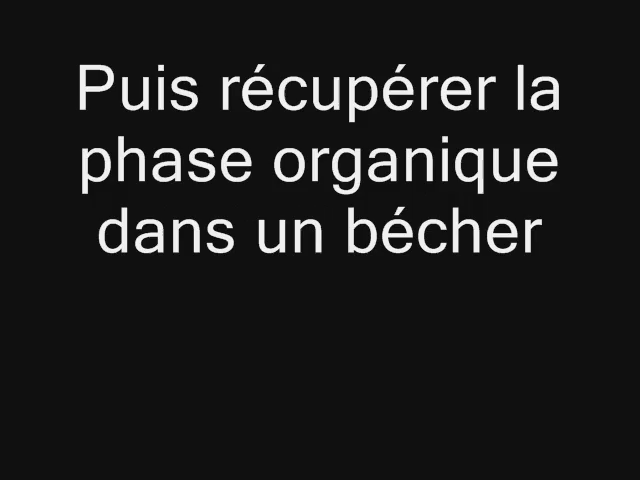 Puis récupérer la
phase organique
dans un bécher